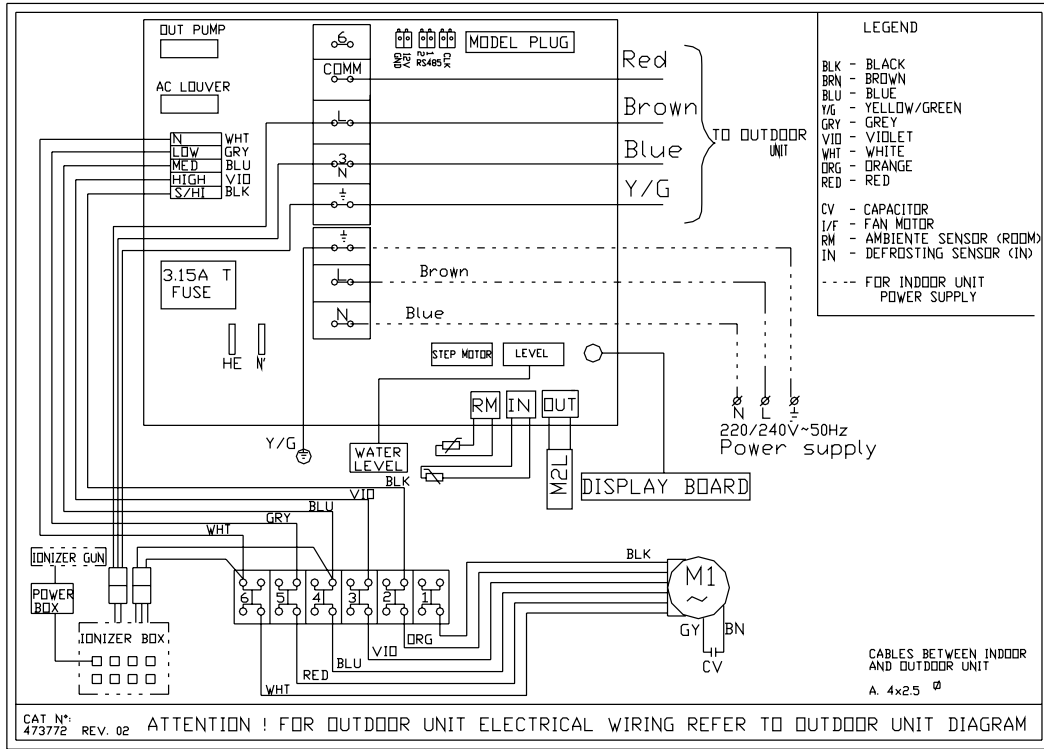 OUT PUMP
AC LOUVER
N WHT
LOW GRY
MED BLU
HIGH VIO
S/HI BLK
3.15A T
FUSE
HE N'
6
COMM
L
3
N
L
N
GND
12V
2 1
RS485
CLK
MODEL PLUG
Red
Brown
Blue
Y/G
TO OUTDOOR
UNIT
Brown
Blue
STEP MOTOR
LEVEL
RM
IN
OUT
Y/G
WATER
LEVEL
M2L
DISPLAY BOARD
N L
220/240V~50Hz
Power supply
LEGEND
BLK - BLACK
BRN - BROWN
BLU - BLUE
Y/G - YELLOW/GREEN
GRY - GREY
VIO - VIOLET
WHT - WHITE
ORG - ORANGE
RED - RED
CV - CAPACITOR
I/F - FAN MOTOR
RM - AMBIENTE SENSOR (ROOM)
IN - DEFROSTING SENSOR (IN)
---- FOR INDOOR UNIT
POWER SUPPLY
BLK
VIO
BLU
GRY
WHT
IONIZER GUN
POWER
BOX
IONIZER BOX
6 5 4 3 2 1
ORG
VIO
BLU
RED
WHT
BLK
M1
~
GY BN
CV
CABLES BETWEEN INDOOR
AND OUTDOOR UNIT
A. 4x2.5 Ø
CAT N°:
473772 REV. 02
ATTENTION ! FOR OUTDOOR UNIT ELECTRICAL WIRING REFER TO OUTDOOR UNIT DIAGRAM